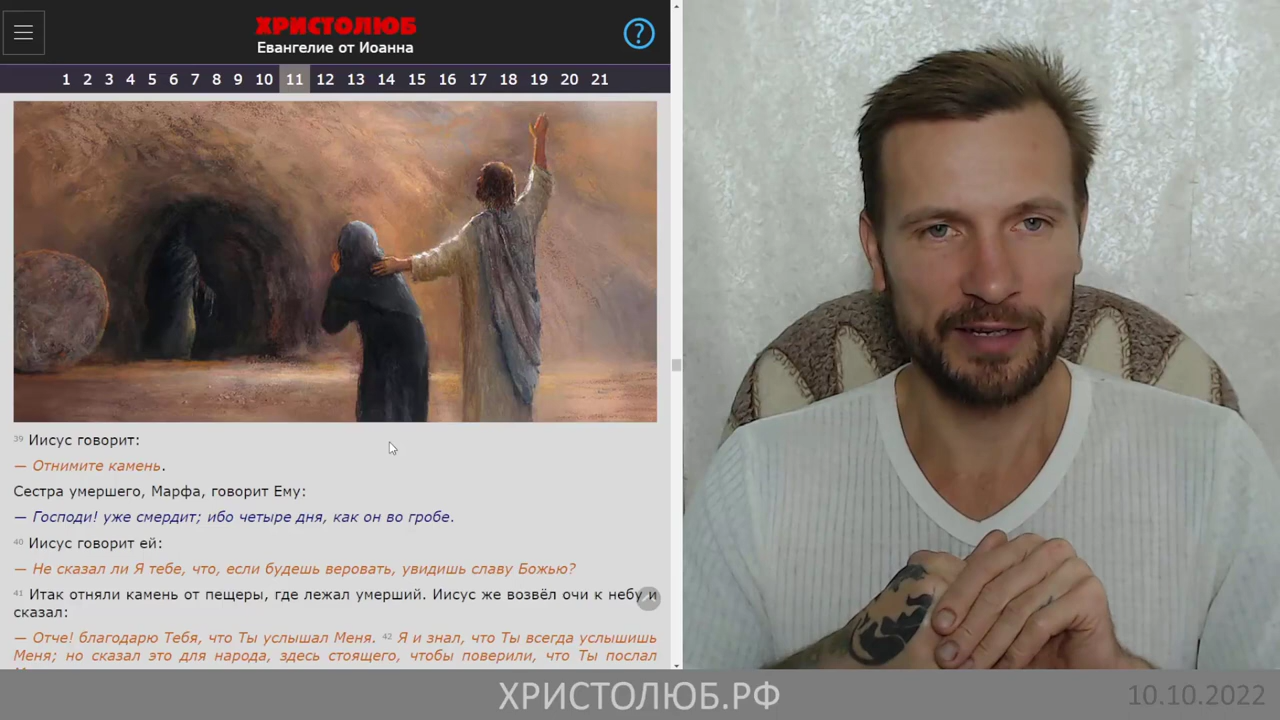 ХРИСТОЛЮБ
Евангелие от Иоанна
?
1 2 3 4 5 6 7 8 9 10 11 12 13 14 15 16 17 18 19 20 21
39 Иисус говорит:
— Отнимите камень.
Сестра умершего, Марфа, говорит Ему:
— Господи! уже смердит; ибо четыре дня, как он во гробе.
40 Иисус говорит ей:
— Не сказал ли Я тебе, что, если будешь веровать, увидишь славу Божью?
41 Итак отняли камень от пещеры, где лежал умерший. Иисус же возвёл очи к небу и
сказал:
— Отче! благодарю Тебя, что Ты услышал Меня. 42 Я и знал, что Ты всегда услышишь
Меня; но сказал это для народа, здесь стоящего, чтобы поверили, что Ты послал
ХРИСТОЛЮБ.РФ
10.10.2022